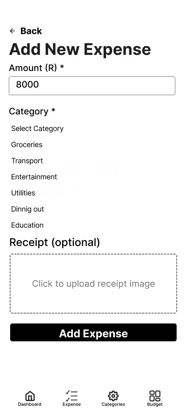 Back
Add New Expense
Amount (R) *
8000
Category *
Select Category
Groceries
Transport
Entertainment
Utilities
Dinnig out
Education
Receipt (optional)
Click to upload receipt image
Add Expense
Dashboard Expense Categories Budget